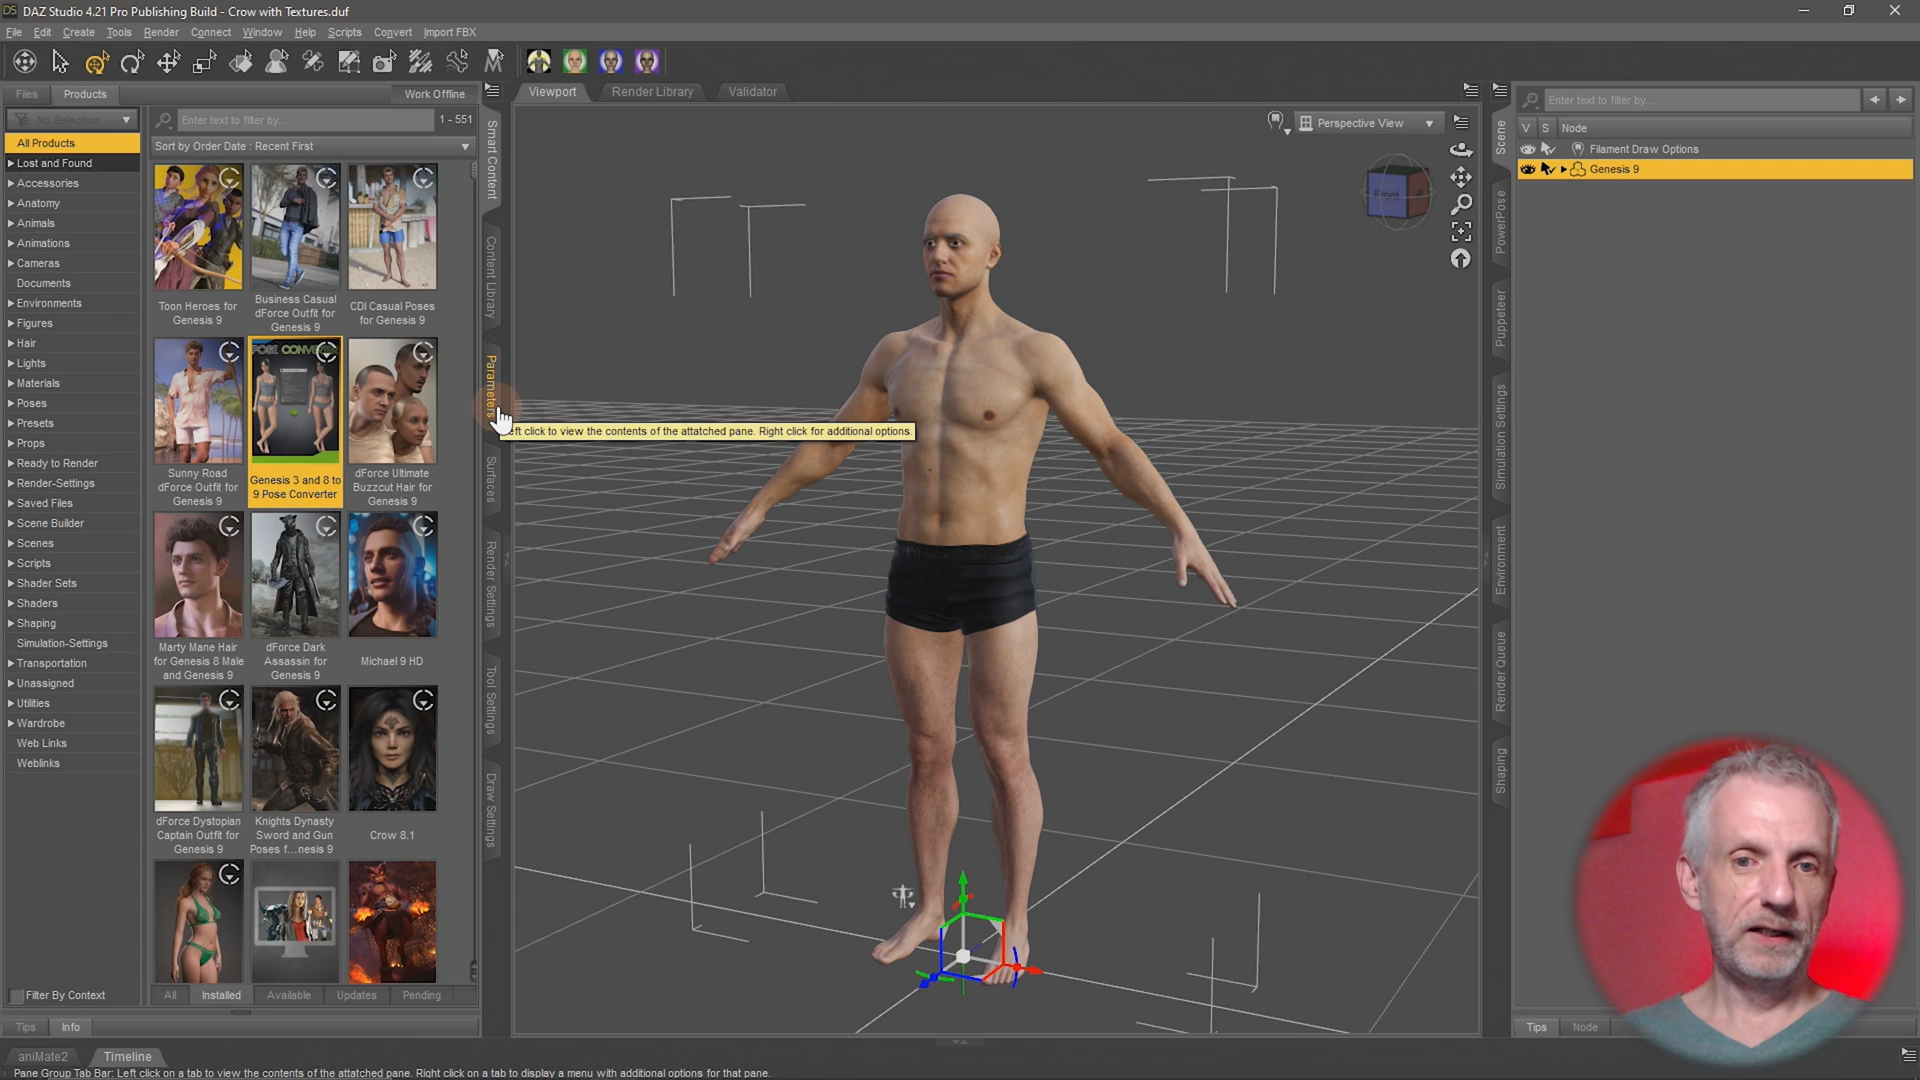 DAZ Studio 4.21 Pro Publishing Build - Crow with Textures.duf
File Edit Create Tools Render Connect Window Help Scripts Convert Import FBX
Files Products Work Offline
No Selection
Enter text to filter by...
1 - 551
Sort by Order Date : Recent First
All Products
Lost and Found
Accessories
Anatomy
Animals
Animations
Cameras
Documents
Environments
Figures
Hair
Lights
Materials
Poses
Presets
Props
Ready to Render
Render-Settings
Saved Files
Scene Builder
Scenes
Scripts
Shader Sets
Shaders
Shaping
Simulation-Settings
Transportation
Unassigned
Utilities
Wardrobe
Web Links
Weblinks
Filter By Context
Toon Heroes for
Genesis 9
Business Casual
dForce Outfit for
Genesis 9
CDI Casual Poses
for Genesis 9
Sunny Road
dForce Outfit for
Genesis 9
POSE CONVERTER
Genesis 3 and 8 to
9 Pose Converter
dForce Ultimate
Buzzcut Hair for
Genesis 9
Marty Mane Hair
for Genesis 8 Male
and Genesis 9
dForce Dark
Assassin for
Genesis 9
Michael 9 HD
dForce Dystopian
Captain Outfit for
Genesis 9
Knights Dynasty
Sword and Gun
Poses f...nesis 9
Crow 8.1
All Installed Available Updates Pending
Tips Info
Smart Content
Content Library
Parameters
Surfaces
Render Settings
Tool Settings
Draw Settings
Viewport Render Library Validator
Perspective View
Front
eft click to view the contents of the attatched pane. Right click for additional options.
Scene
PowerPose
Puppeteer
Simulation Settings
Environment
Render Queue
Shaping
Enter text to filter by...
V S Node
Filament Draw Options
Genesis 9
Tips Node
aniMate2 Timeline
Pane Group Tab Bar: Left click on a tab to view the contents of the attatched pane. Right click on a tab to display a menu with additional options for that pane.